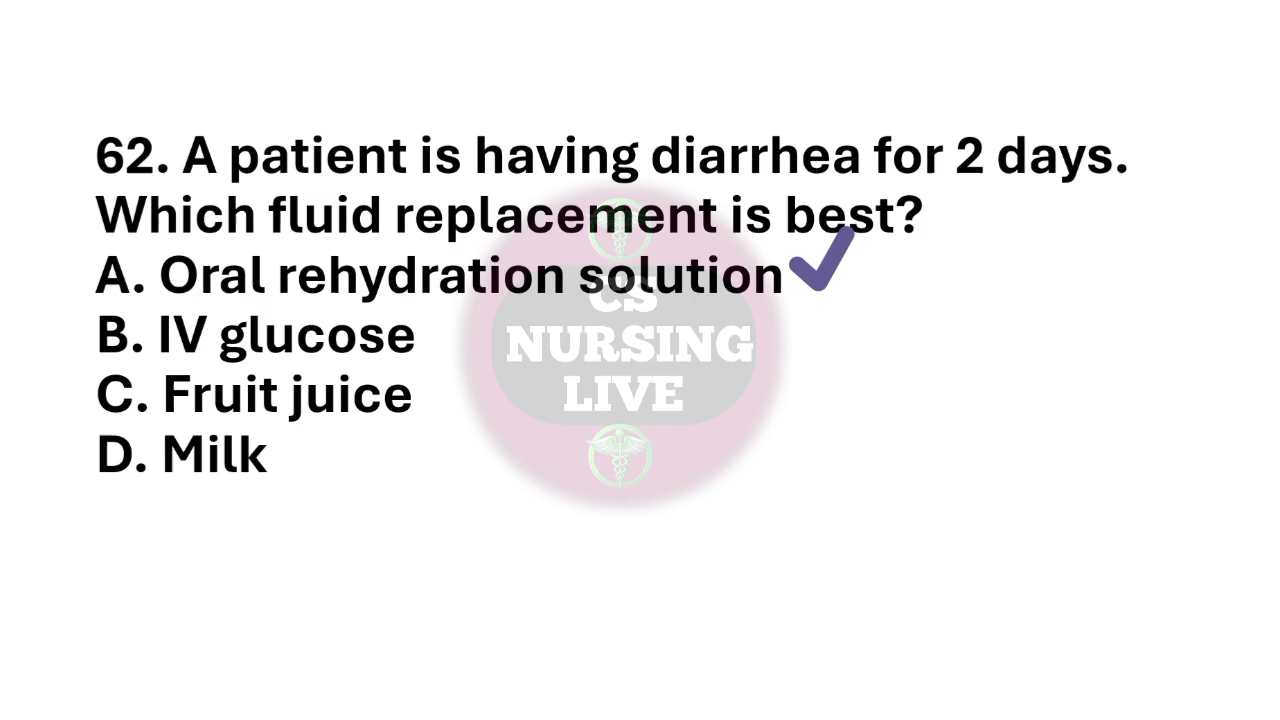 62. A patient is having diarrhea for 2 days.
Which fluid replacement is best?
A. Oral rehydration solution
B. IV glucose
C. Fruit juice
D. Milk
CS
NURSING
LIVE